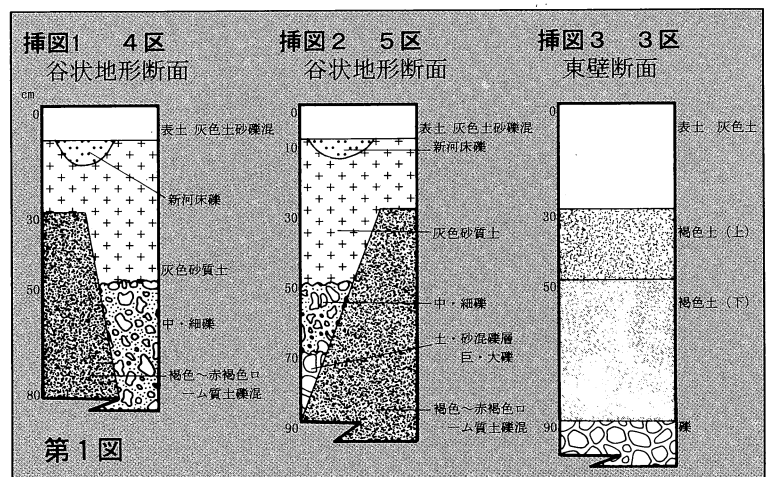 挿図1　4区
谷状地形断面
cm
0
30
50
80
表土 灰色土砂礫混
新河床礫
灰色砂質土
中・細礫
褐色～赤褐色ロ
ーム質土礫混
挿図2　5区
谷状地形断面
0
10
30
50
70
90
表土 灰色土砂礫混
新河床礫
灰色砂質土
中・細礫
土・砂混礫層
巨・大礫
褐色～赤褐色ロ
ーム質土礫混
挿図3　3区
東壁断面
0
30
50
90
表土　灰色土
褐色土（上）
褐色土（下）
礫
第1図